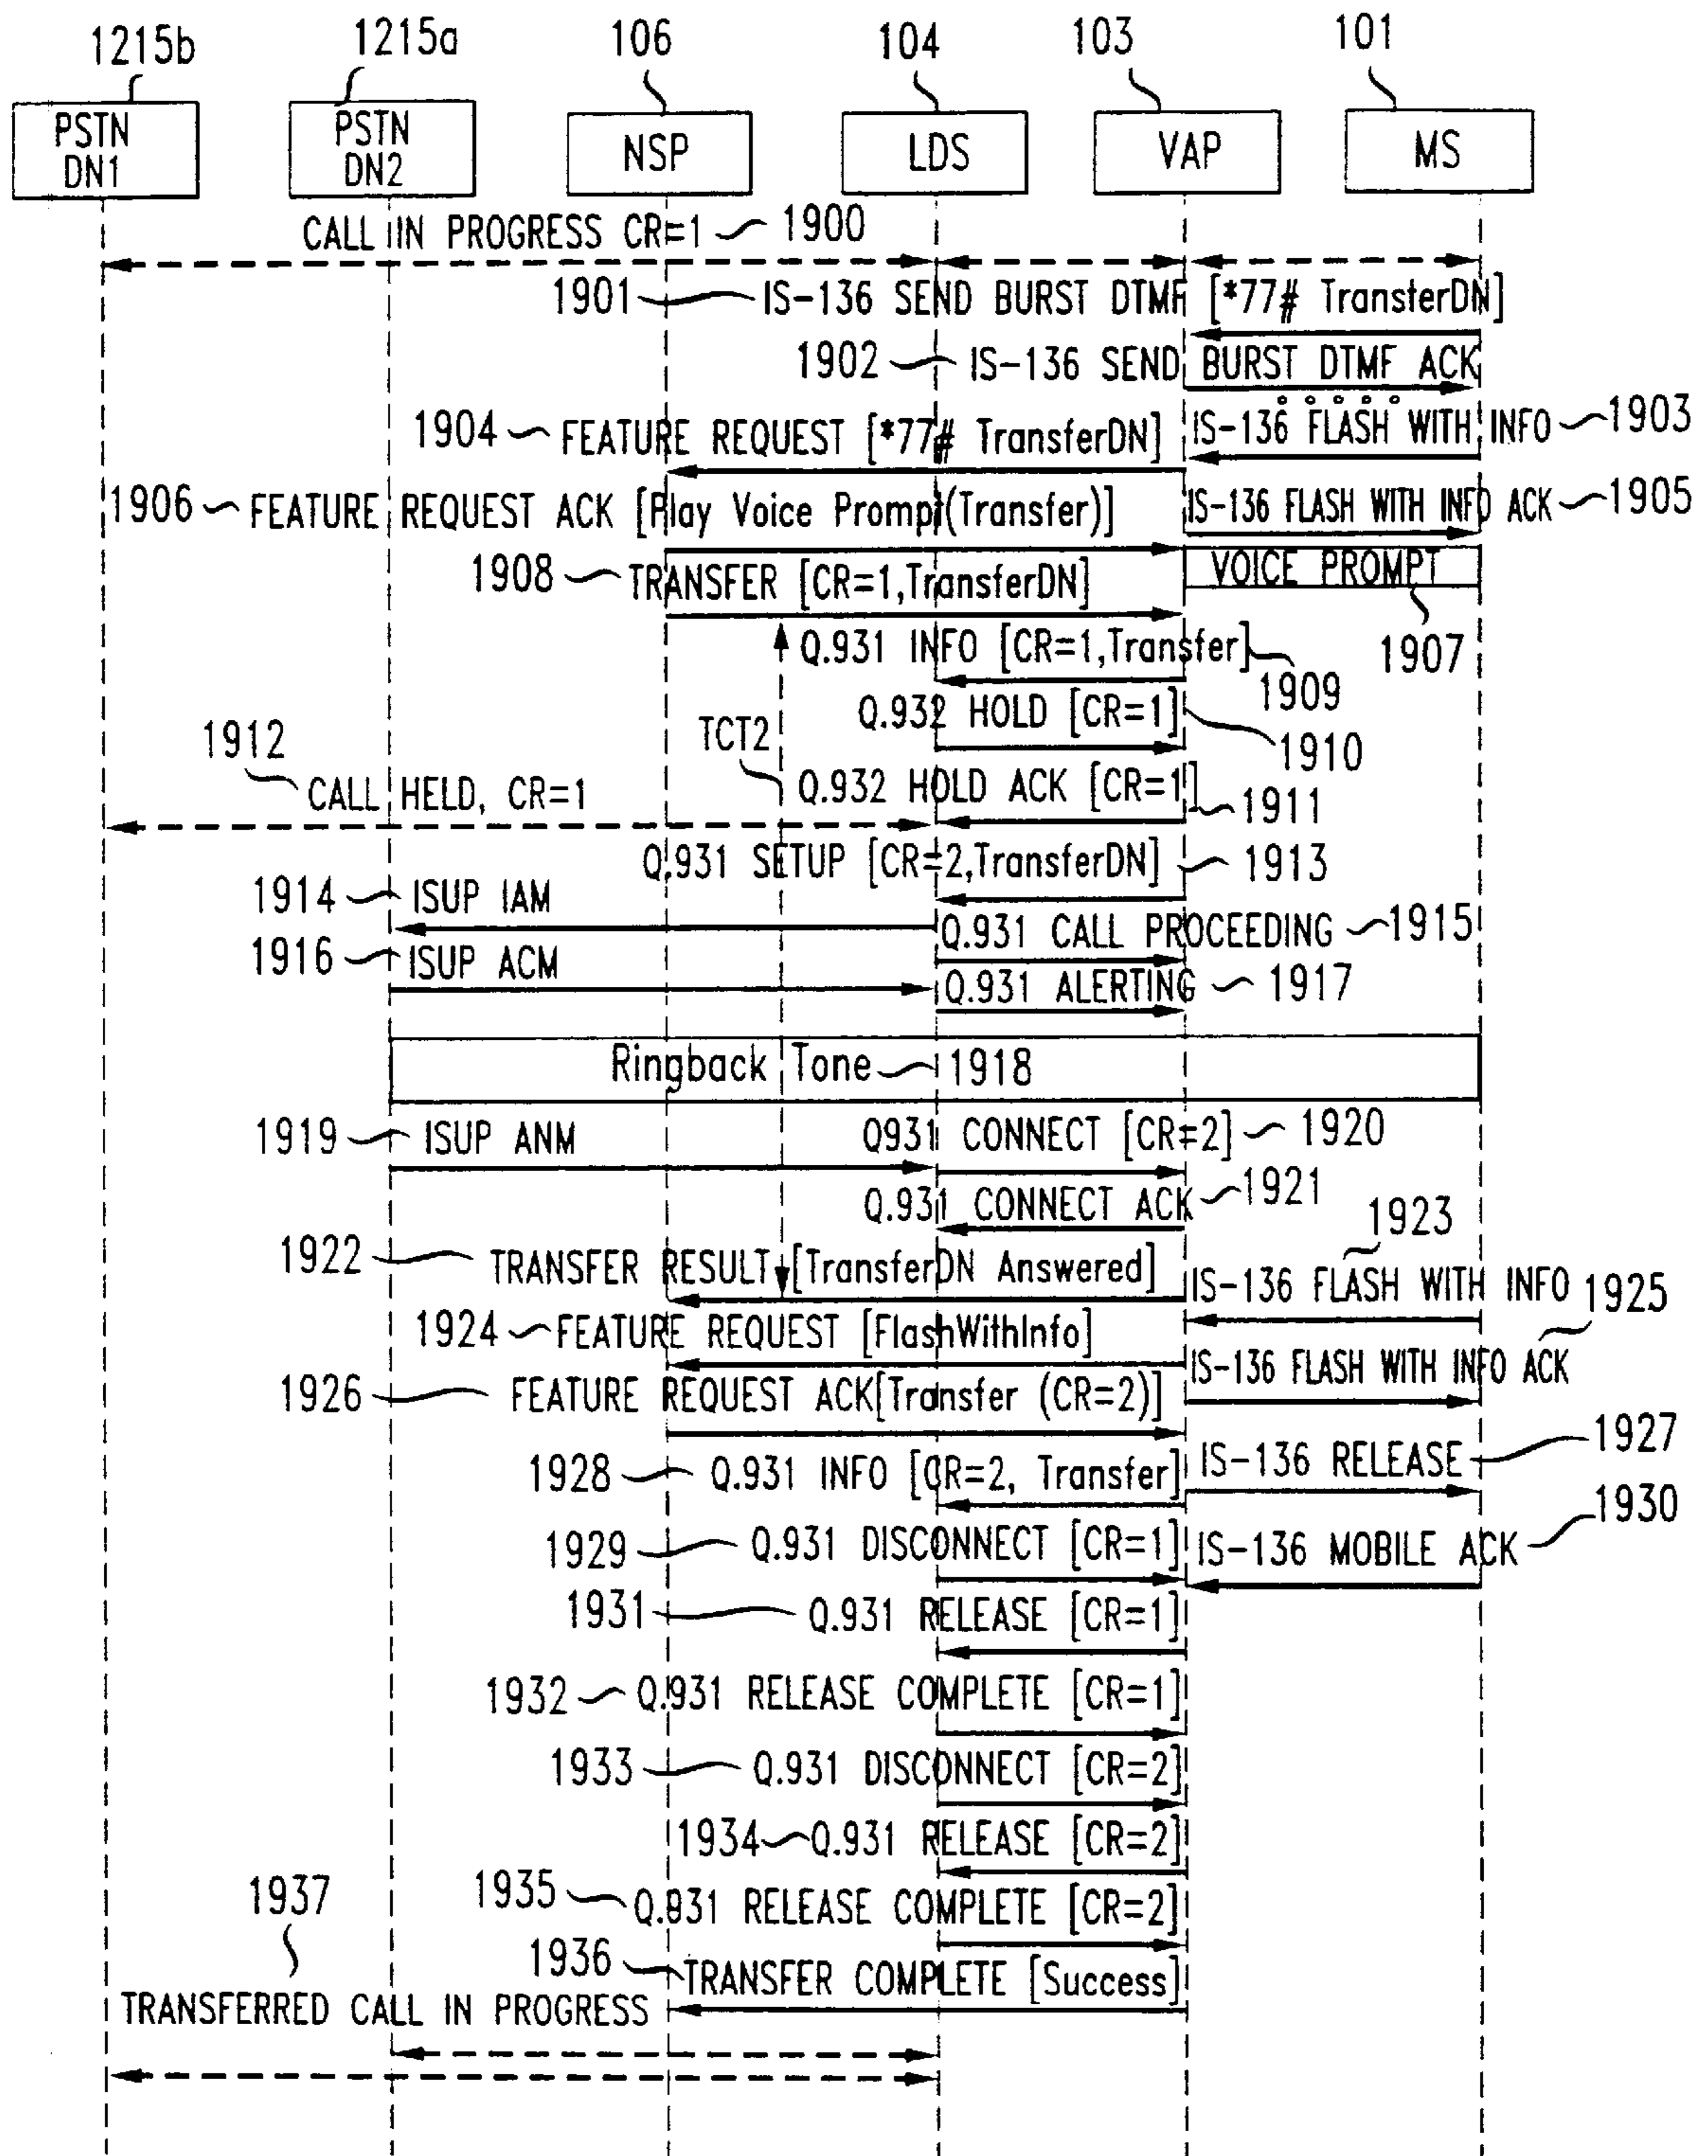 1215b 1215a 106 104 103 101
PSTN DN1
PSTN DN2
NSP
LDS
VAP
MS
CALL IN PROGRESS CR=1 1900
1901 IS-136 SEND BURST DTMF [*77# TransterDN]
1902 IS-136 SEND BURST DTMF ACK
IS-136 FLASH WITH INFO 1903
1904 FEATURE REQUEST [*77# TransferDN]
1906 FEATURE REQUEST ACK [Play Voice Prompt(Transfer)]
IS-136 FLASH WITH INFO ACK 1905
VOICE PROMPT
1907
1908 TRANSFER [CR=1,TransferDN]
Q.931 INFO [CR=1,Transfer]
1909
Q.932 HOLD [CR=1]
1910
TCT2
1912
CALL HELD, CR=1
Q.932 HOLD ACK [CR=1]
1911
Q.931 SETUP [CR=2,TransferDN] 1913
1914 ISUP IAM
Q.931 CALL PROCEEDING 1915
1916 ISUP ACM
Q.931 ALERTING 1917
Ringback Tone 1918
1919 ISUP ANM
Q931 CONNECT [CR=2] 1920
Q.931 CONNECT ACK 1921
1922 TRANSFER RESULT [TransferDN Answered]
1923
IS-136 FLASH WITH INFO
1924 FEATURE REQUEST [FlashWithInfo]
1925
IS-136 FLASH WITH INFO ACK
1926 FEATURE REQUEST ACK[Transfer (CR=2)]
1927
IS-136 RELEASE
1928 Q.931 INFO [CR=2, Transfer]
1929 Q.931 DISCONNECT [CR=1]
1930
IS-136 MOBILE ACK
1931 Q.931 RELEASE [CR=1]
1932 Q.931 RELEASE COMPLETE [CR=1]
1933 Q.931 DISCONNECT [CR=2]
1934 Q.931 RELEASE [CR=2]
1935 Q.931 RELEASE COMPLETE [CR=2]
1936 TRANSFER COMPLETE [Success]
1937
TRANSFERRED CALL IN PROGRESS